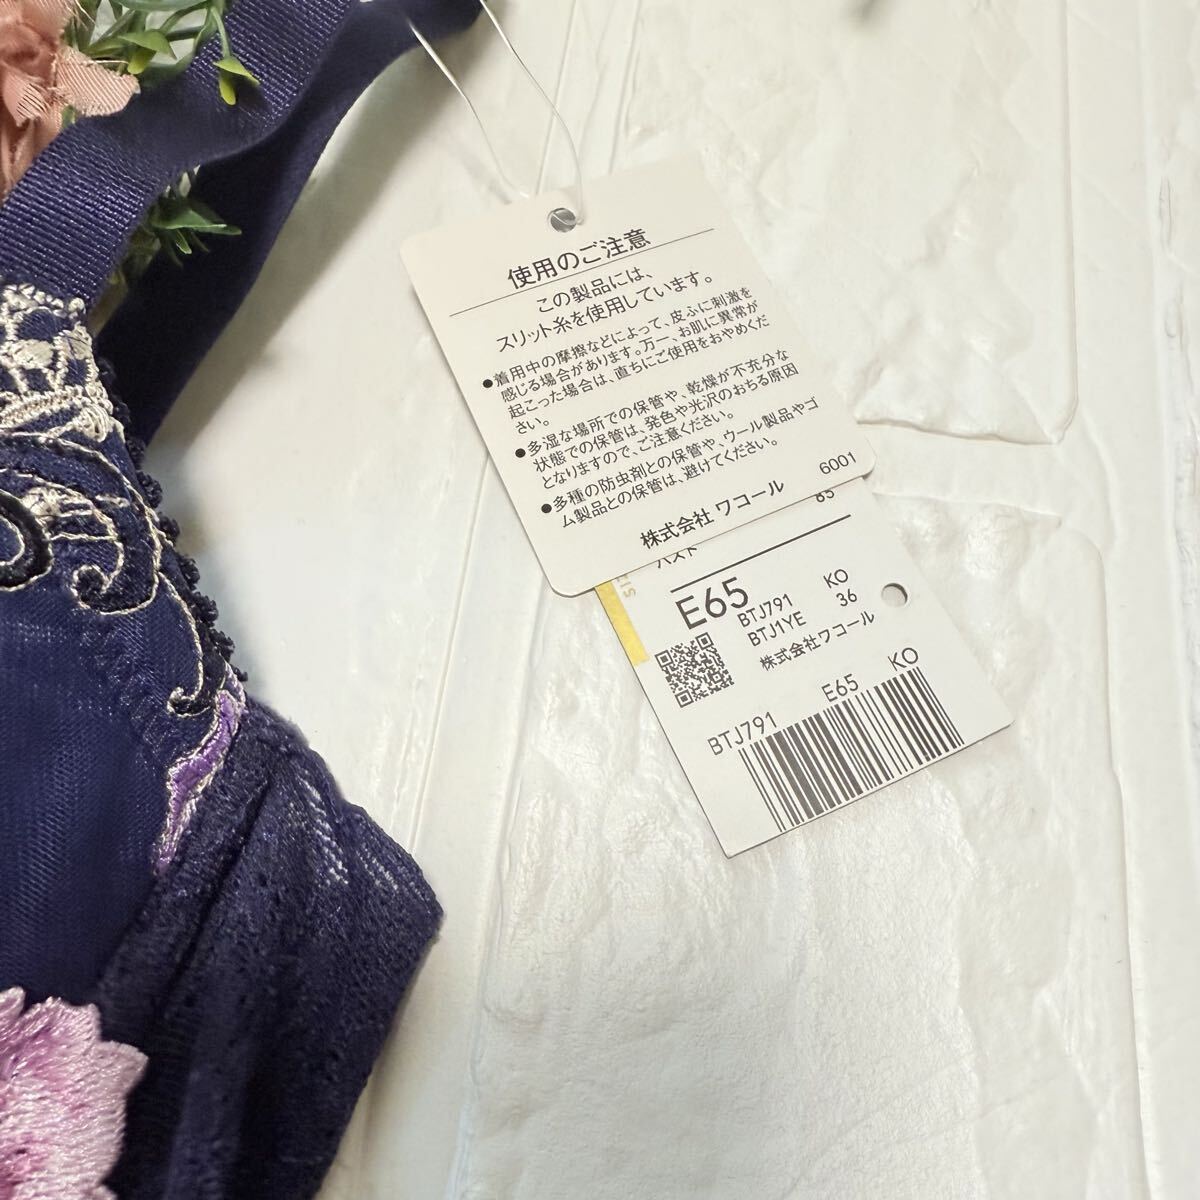 使用のご注意
この製品には、
スリット糸を使用しています。
●着用中の摩擦などによって、皮ふに刺激を
感じる場合があります。万一、お肌に異常が
起こった場合は、直ちにご使用をおやめくだ
さい。
●多湿な場所での保管や、乾燥が不充分な
状態での保管は、発色や光沢のおちる原因
となりますので、ご注意ください。
●多種の防虫剤との保管や、ウール製品やゴ
ム製品との保管は、避けてください。
株式会社 ワコール
6001
バスト
E65
BTJ791 KO
BTJ1YE 36
株式会社ワコール
BTJ791 E65 KO